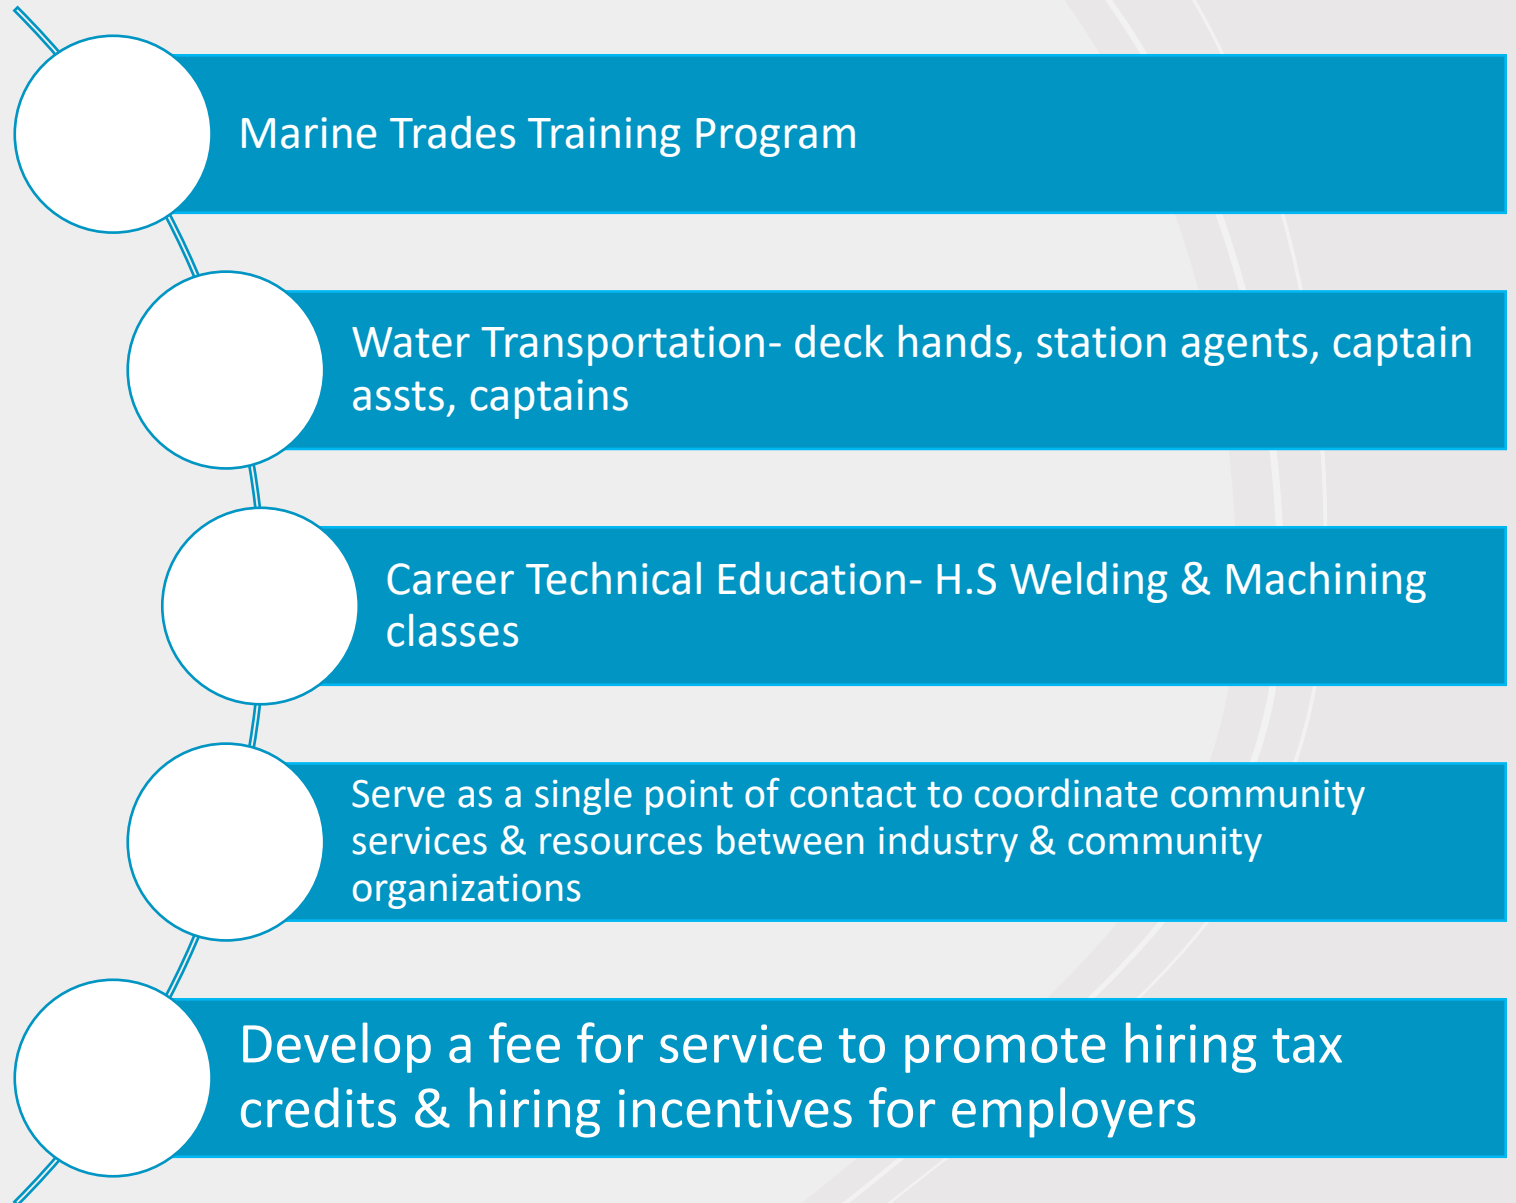 Marine Trades Training Program
Water Transportation- deck hands, station agents, captain
assts, captains
Career Technical Education- H.S Welding & Machining
classes
Serve as a single point of contact to coordinate community
services & resources between industry & community
organizations
Develop a fee for service to promote hiring tax
credits & hiring incentives for employers